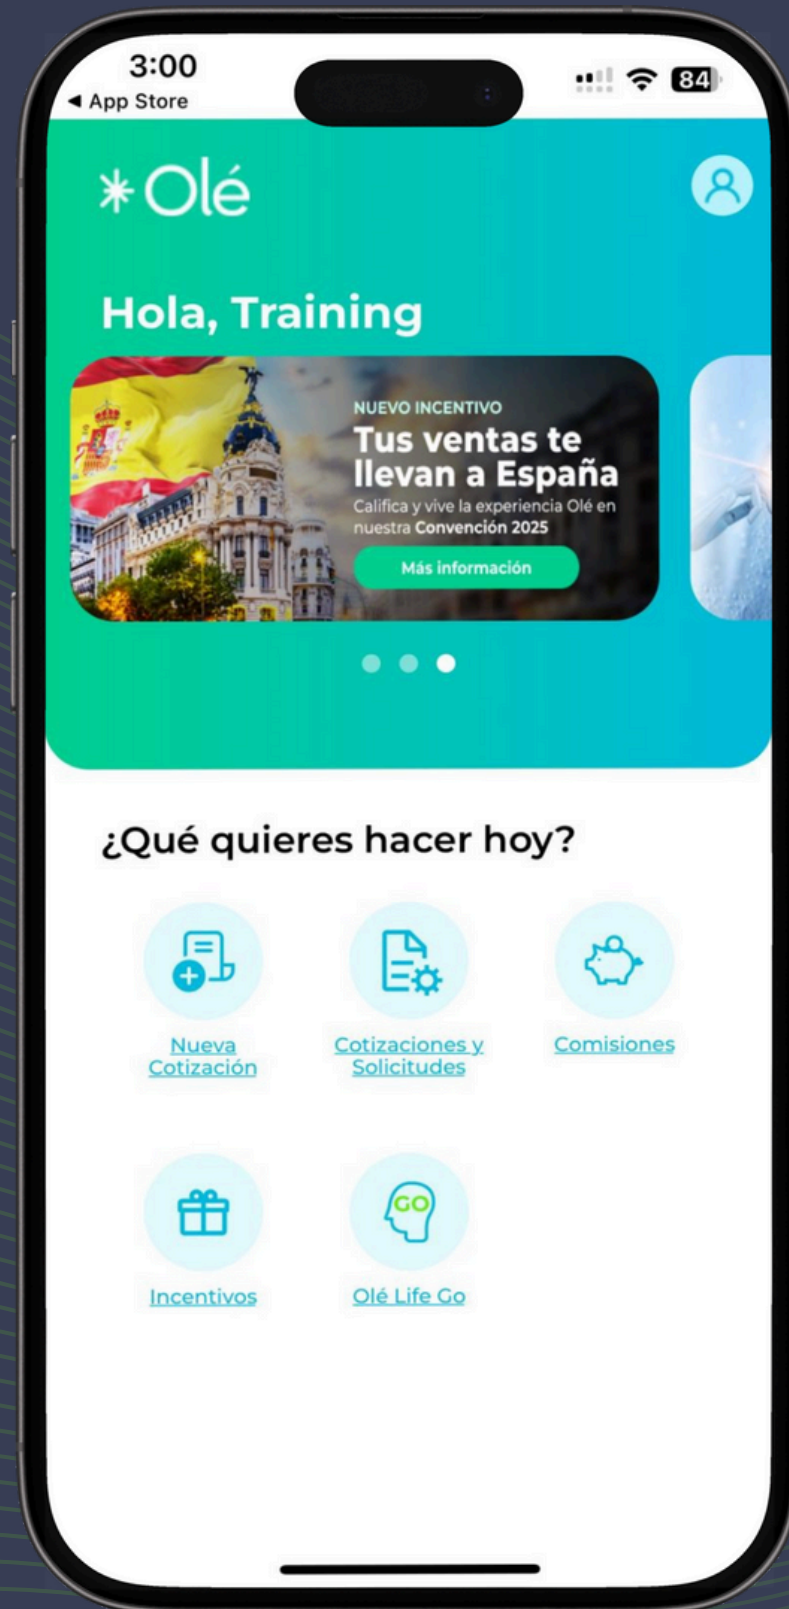 3:00
◀ App Store
84
Olé
Hola, Training
NUEVO INCENTIVO
Tus ventas te
llevan a España
Califica y vive la experiencia Olé en
nuestra Convención 2025
Más información
¿Qué quieres hacer hoy?
Nueva
Cotización
Cotizaciones y
Solicitudes
Comisiones
GO
Incentivos
Olé Life Go